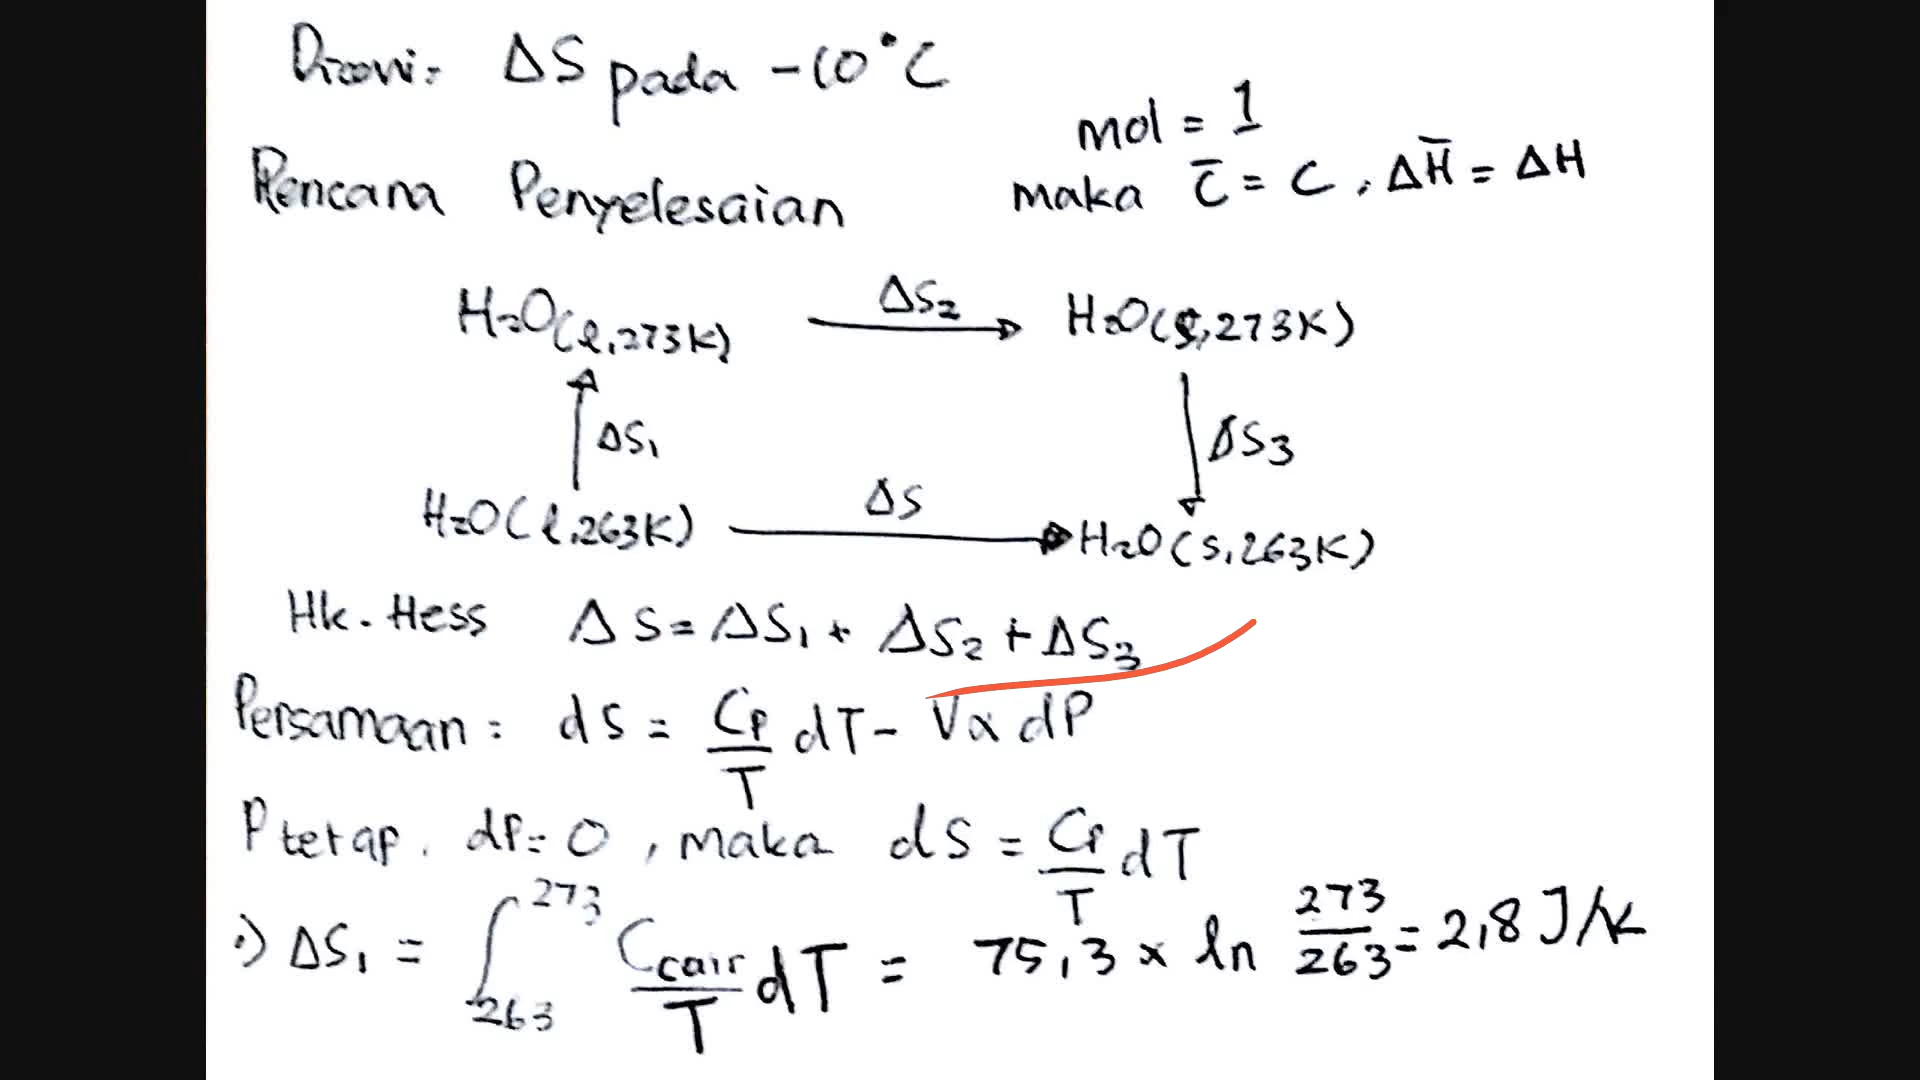 ΔS pada -10°C
mol = 1
Rencana Penyelesaian
maka C̅ = C, ΔH̅ = ΔH
H₂O(l, 273K) ΔS₂ → H₂O(s, 273K)
↑ ΔS₁ ↓ ΔS₃
H₂O(l, 263K) ΔS → H₂O(s, 263K)
Hk. Hess ΔS = ΔS₁ + ΔS₂ + ΔS₃
Persamaan: dS = Cp/T dT - Vα dP
P tetap, dP = 0, maka dS = Cp/T dT
·) ΔS₁ = ∫₂₆₃²⁷³ Ccair/T dT = 75,3 × ln 273/263 = 2,8 J/K